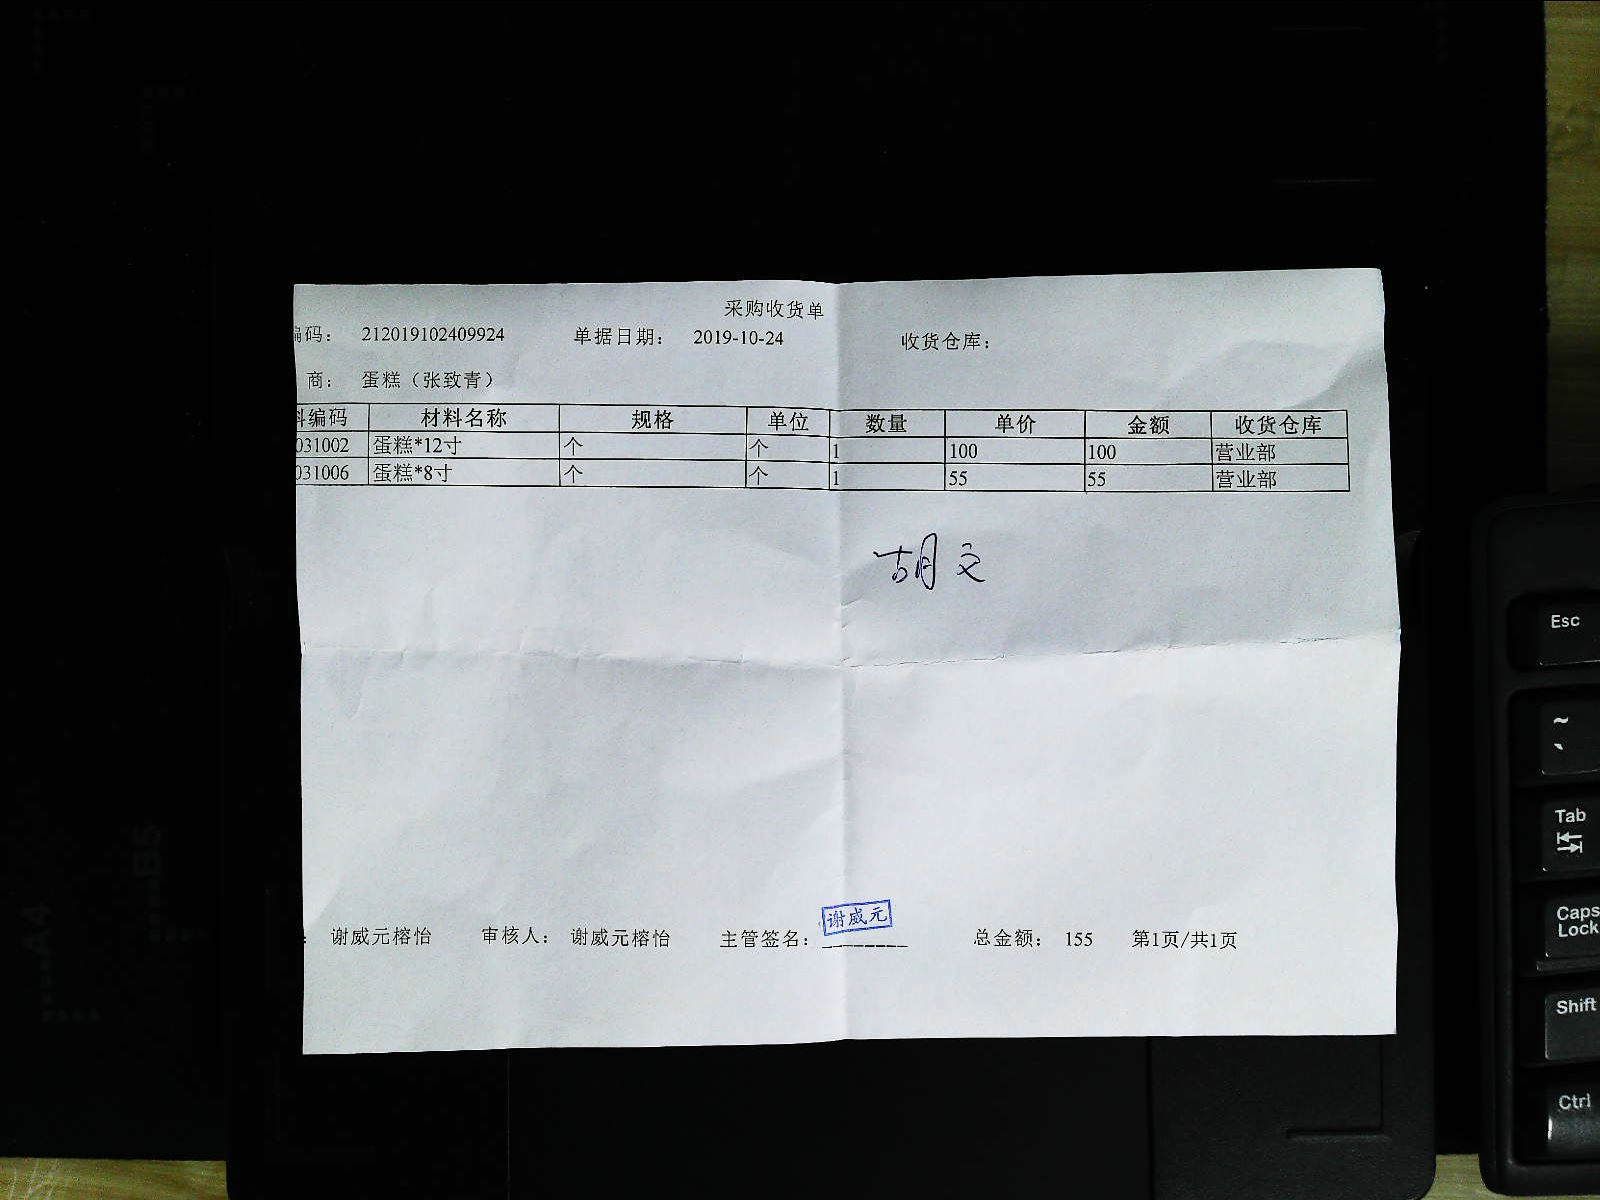 采购收货单
编码： 212019102409924 单据日期： 2019-10-24 收货仓库：
商： 蛋糕（张致青）
料编码 材料名称 规格 单位 数量 单价 金额 收货仓库
031002 蛋糕*12寸 个 个 1 100 100 营业部
031006 蛋糕*8寸 个 个 1 55 55 营业部
胡文
谢威元
： 谢威元榕怡 审核人： 谢威元榕怡 主管签名：_________ 总金额： 155 第1页/共1页
Esc
~
`
Tab
Caps
Lock
Shift
Ctrl
A4
B5